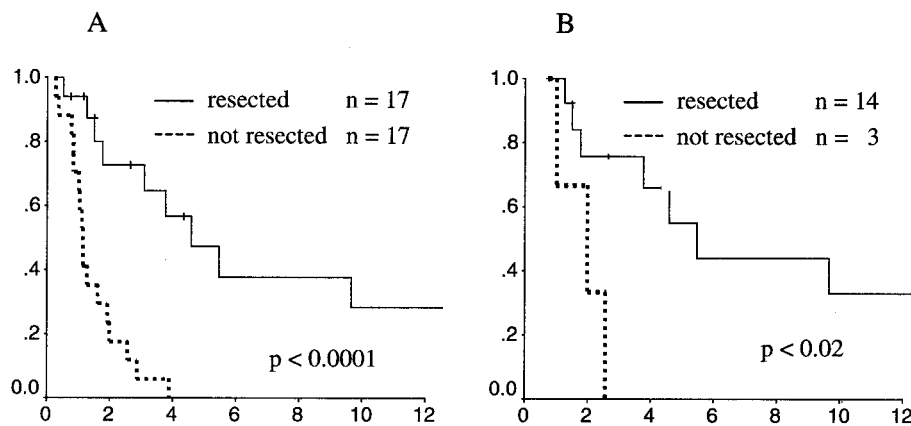 A
1.0
.8
.6
.4
.2
0.0
resected n = 17
not resected n = 17
p < 0.0001
0 2 4 6 8 10 12
B
1.0
.8
.6
.4
.2
0.0
resected n = 14
not resected n = 3
p < 0.02
0 2 4 6 8 10 12